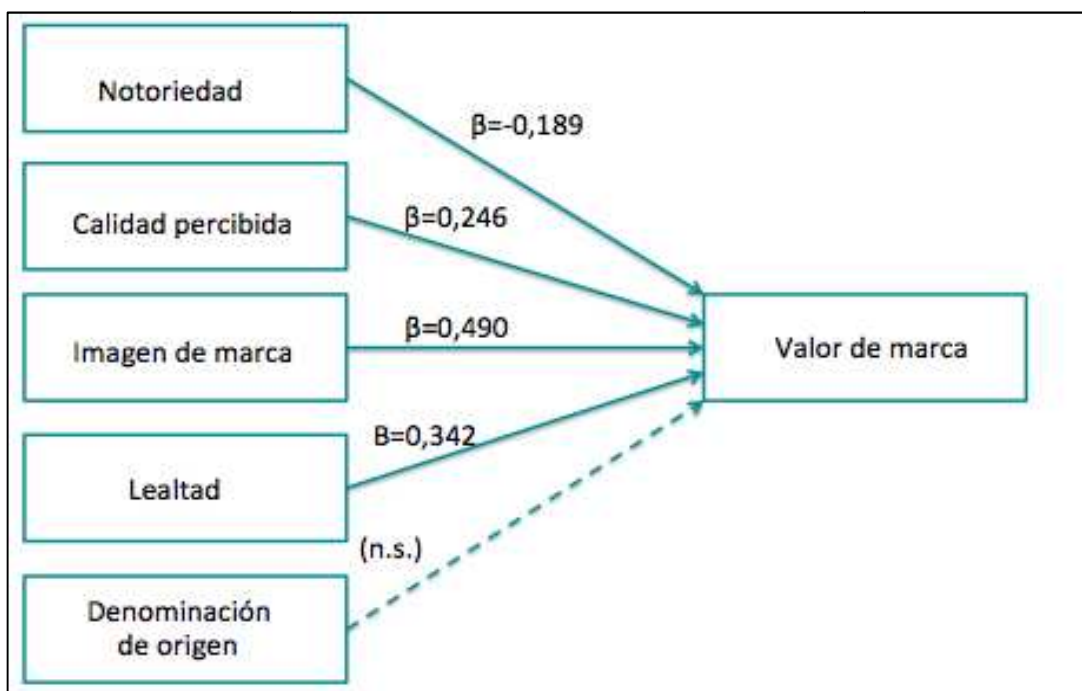 Notoriedad
β=-0,189
Calidad percibida
β=0,246
Imagen de marca
β=0,490
Valor de marca
B=0,342
Lealtad
(n.s.)
Denominación
de origen